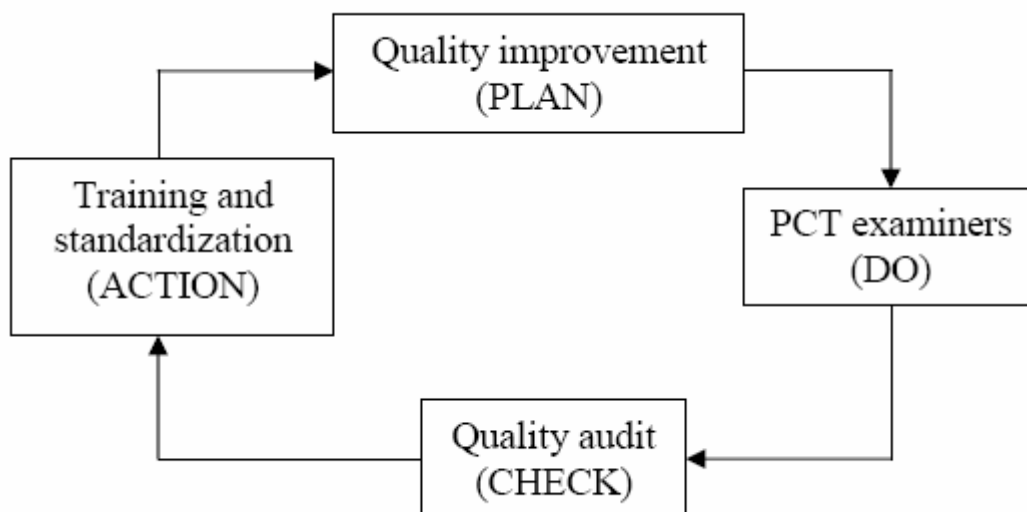 Quality improvement
(PLAN)
Training and
standardization
(ACTION)
PCT examiners
(DO)
Quality audit
(CHECK)